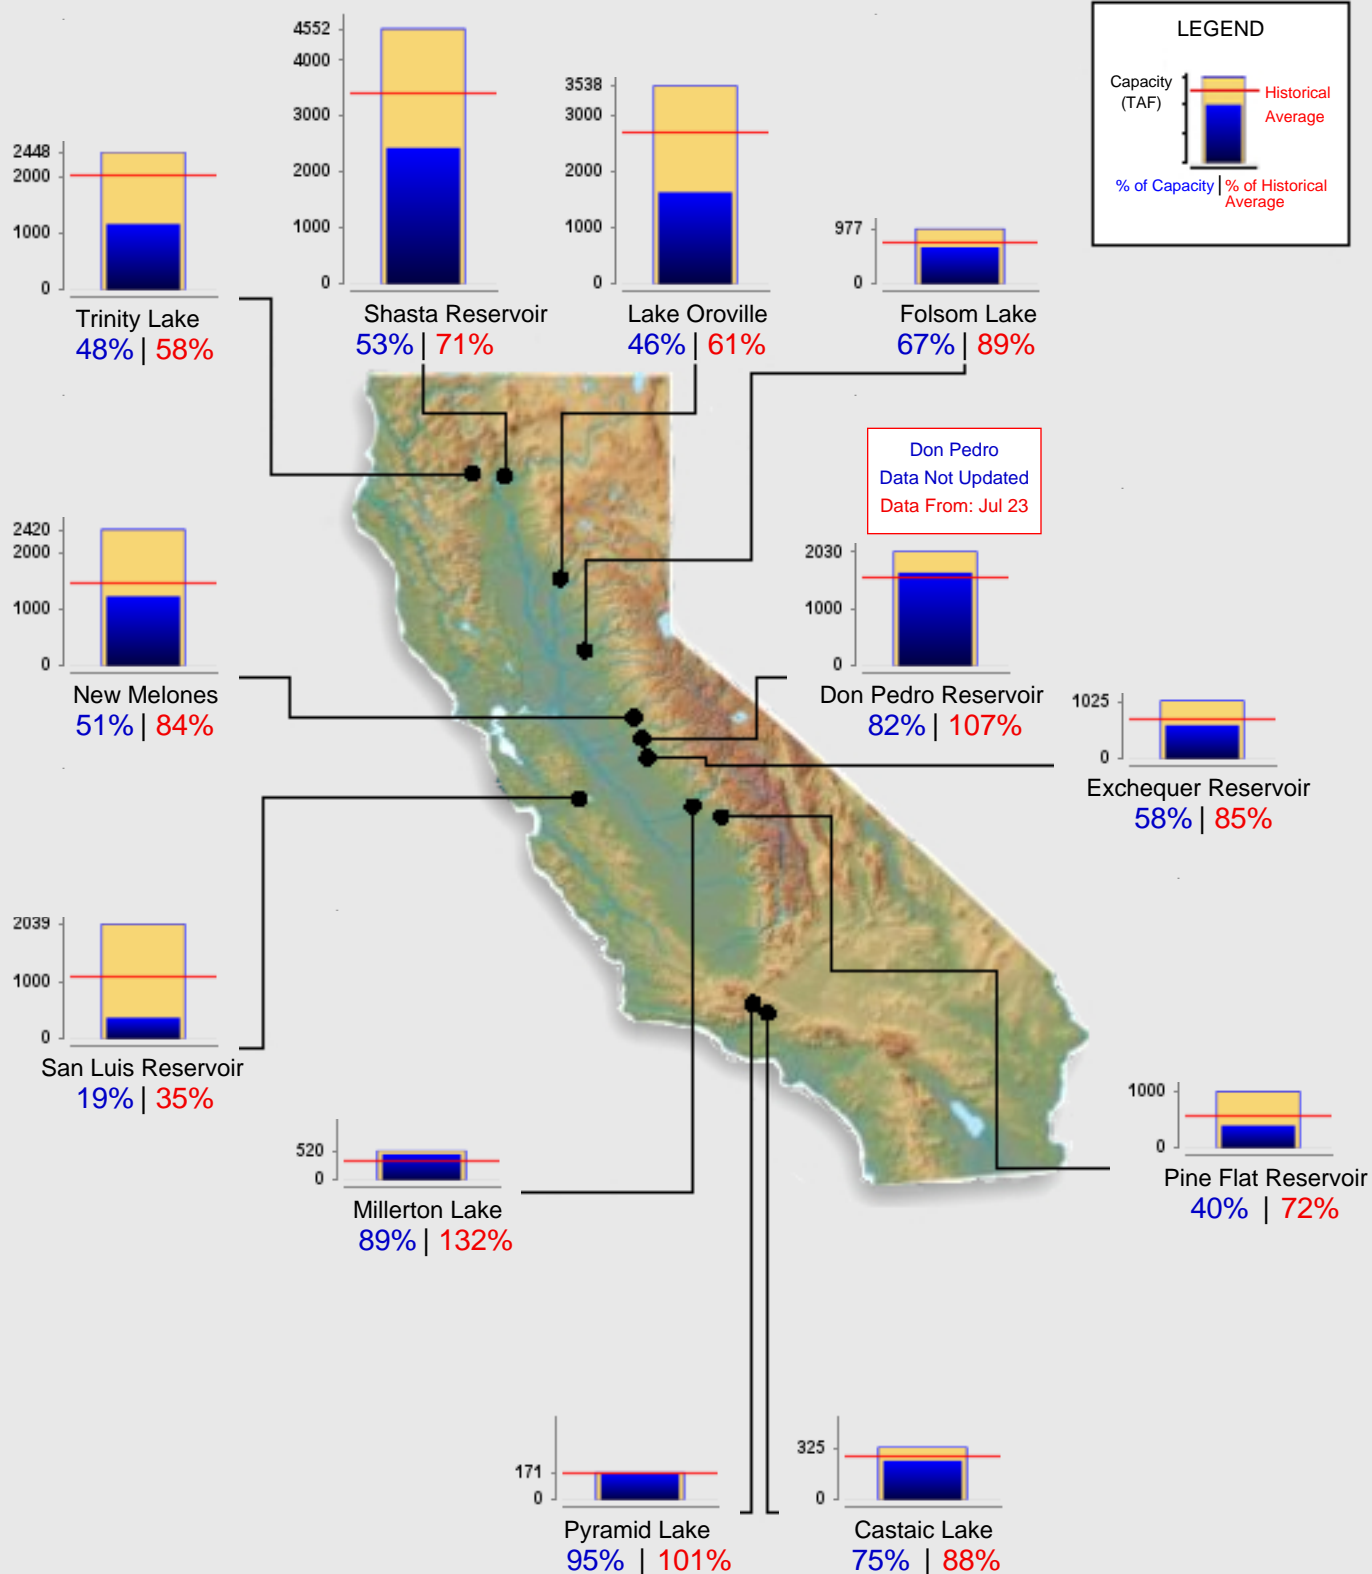 LEGEND
Capacity
(TAF)
Historical
Average
% of Capacity | % of Historical
Average
4552
4000
3000
2000
1000
0
Shasta Reservoir
53% | 71%
3538
3000
2000
1000
0
Lake Oroville
46% | 61%
2448
2000
1000
0
Trinity Lake
48% | 58%
977
0
Folsom Lake
67% | 89%
Don Pedro
Data Not Updated
Data From: Jul 23
2420
2000
1000
0
New Melones
51% | 84%
2030
1000
0
Don Pedro Reservoir
82% | 107%
1025
0
Exchequer Reservoir
58% | 85%
2039
1000
0
San Luis Reservoir
19% | 35%
520
0
Millerton Lake
89% | 132%
1000
0
Pine Flat Reservoir
40% | 72%
171
0
Pyramid Lake
95% | 101%
325
0
Castaic Lake
75% | 88%